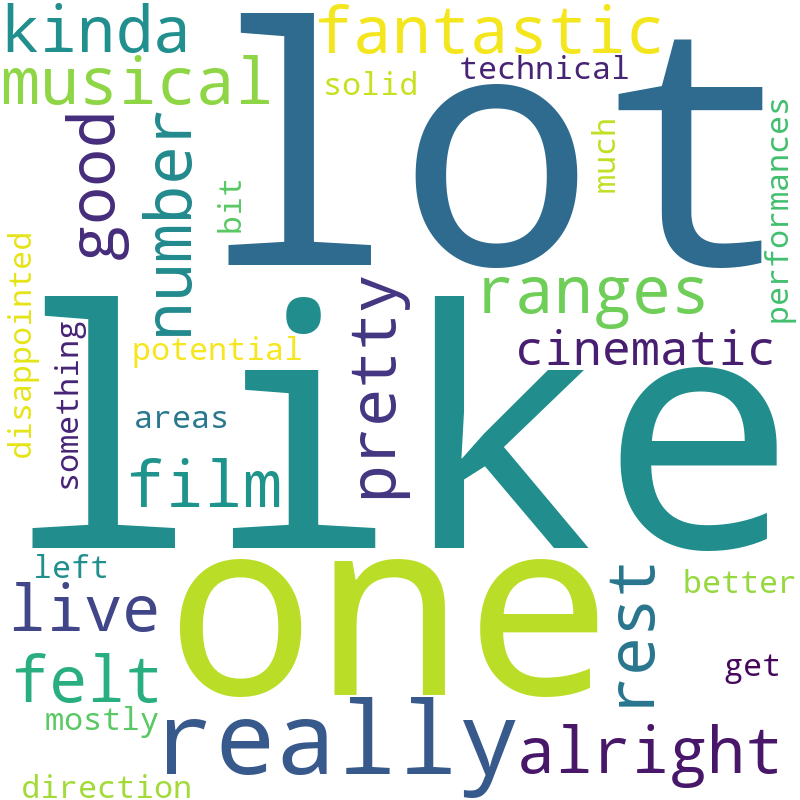 kinda
fantastic
musical
lot
technical
solid
good
number
bit
much
performances
disappointed
something
potential
pretty
ranges
cinematic
like
areas
film
left
live
one
rest
better
felt
get
mostly
really
alright
direction